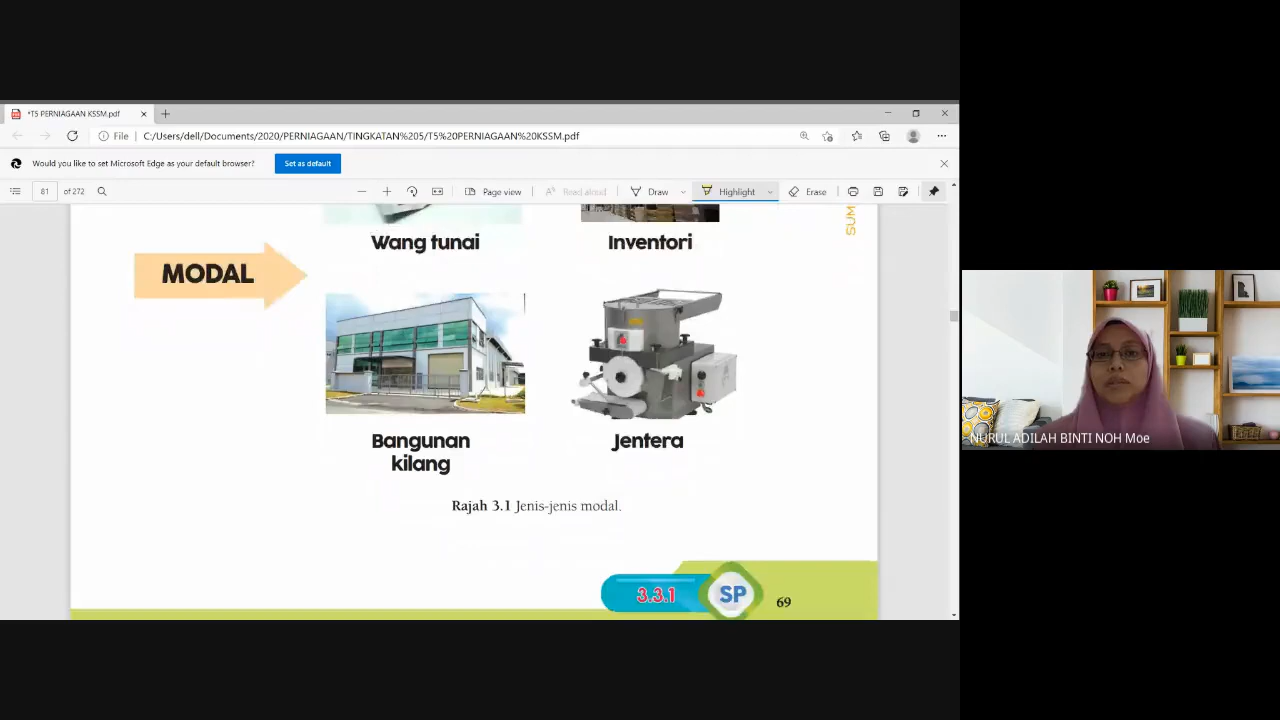 *T5 PERNIAGAAN KSSM.pdf
File
C:/Users/dell/Documents/2020/PERNIAGAAN/TINGKATAN%205/T5%20PERNIAGAAN%20KSSM.pdf
Would you like to set Microsoft Edge as your default browser?
Set as default
81
of 272
Page view
Read aloud
Draw
Highlight
Erase
SUM
Wang tunai
Inventori
MODAL
Bangunan
kilang
Jentera
Rajah 3.1 Jenis-jenis modal.
3.3.1
SP
69
NURUL ADILAH BINTI NOH Moe